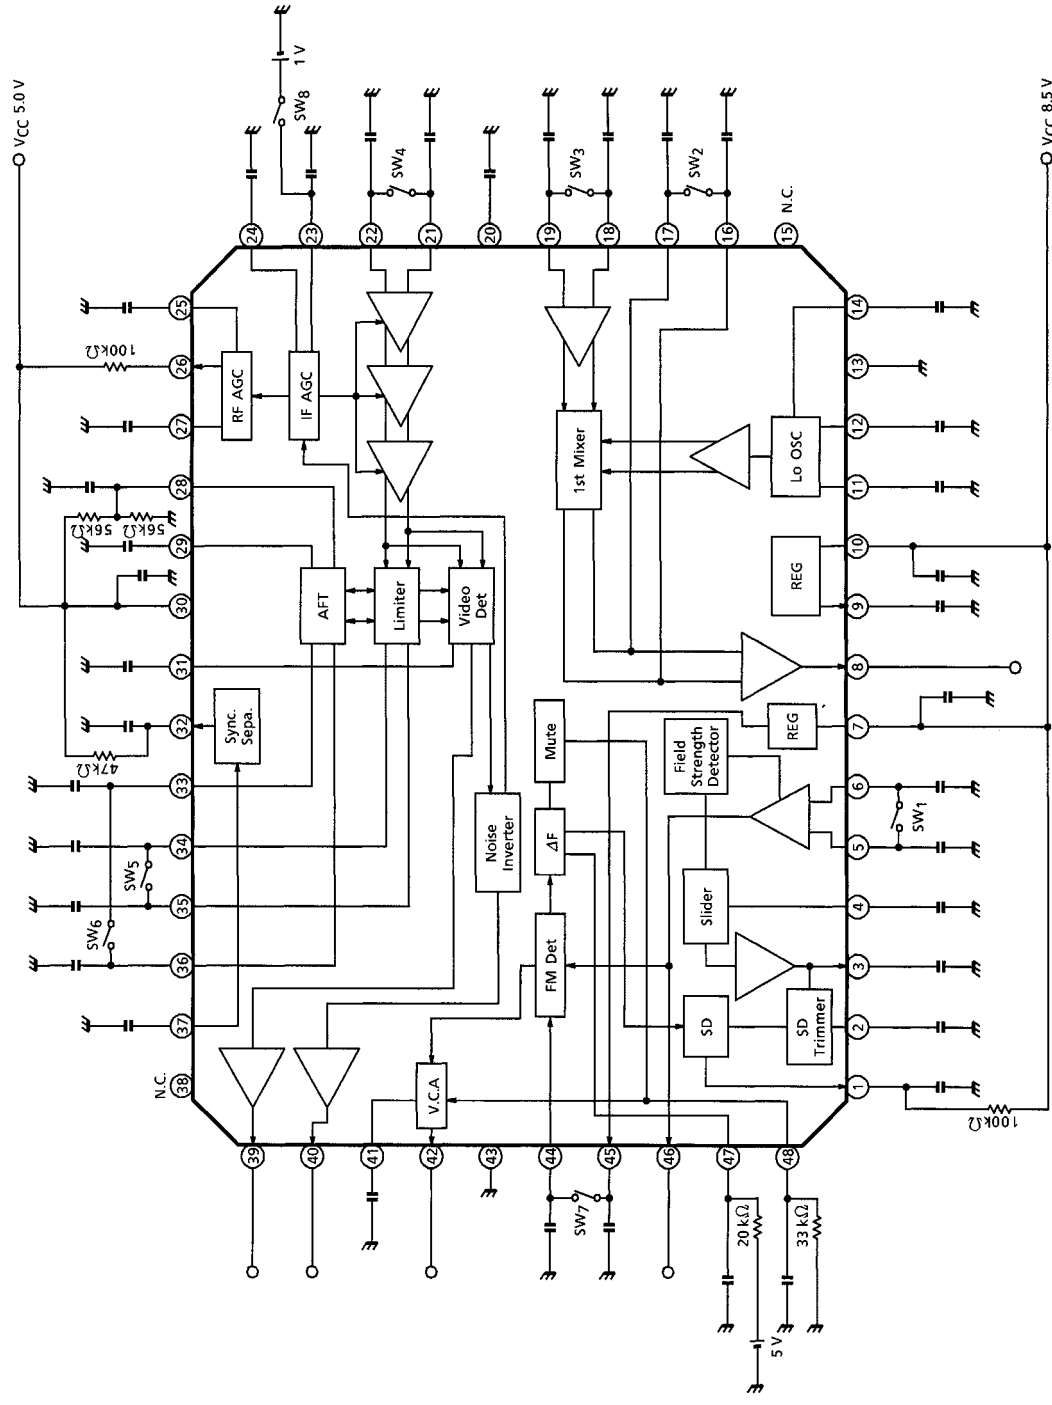 VCC 5.0 V
1 V
SW8
SW4
SW3
SW2
N.C.
VCC 8.5 V
24
23
22
21
20
19
18
17
16
15
25
26
27
28
29
30
31
32
33
34
35
36
37
38
N.C.
100kΩ
56kΩ
56kΩ
47kΩ
SW5
SW6
RF AGC
IF AGC
AFT
Limiter
Video
Det
Sync.
Sepa.
Noise
Inverter
1st Mixer
Lo OSC
REG
REG
Mute
ΔF
FM Det
V.C.A
Field
Strength
Detector
Slider
SD
SD
Trimmer
14
13
12
11
10
9
8
7
6
5
4
3
2
1
SW1
100kΩ
39
40
41
42
43
44
45
46
47
48
SW7
20 kΩ
33 kΩ
5 V